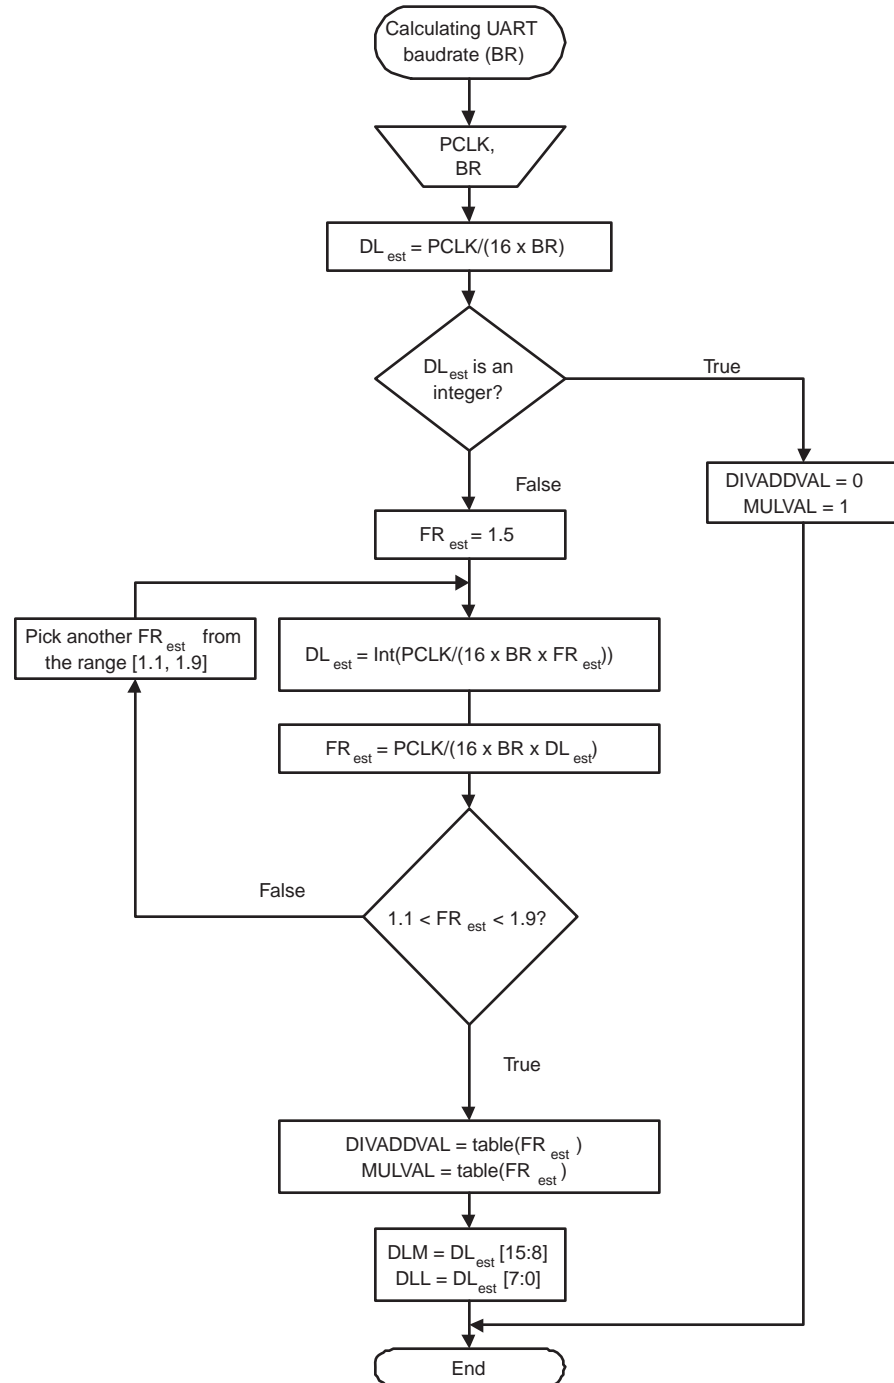 Calculating UART
baudrate (BR)
PCLK,
BR
DL est = PCLK/(16 x BR)
DL est is an
integer?
True
False
DIVADDVAL = 0
MULVAL = 1
FR est = 1.5
Pick another FR est from
the range [1.1, 1.9]
DL est = Int(PCLK/(16 x BR x FR est))
FR est = PCLK/(16 x BR x DL est)
False
1.1 < FR est < 1.9?
True
DIVADDVAL = table(FR est )
MULVAL = table(FR est )
DLM = DL est [15:8]
DLL = DL est [7:0]
End